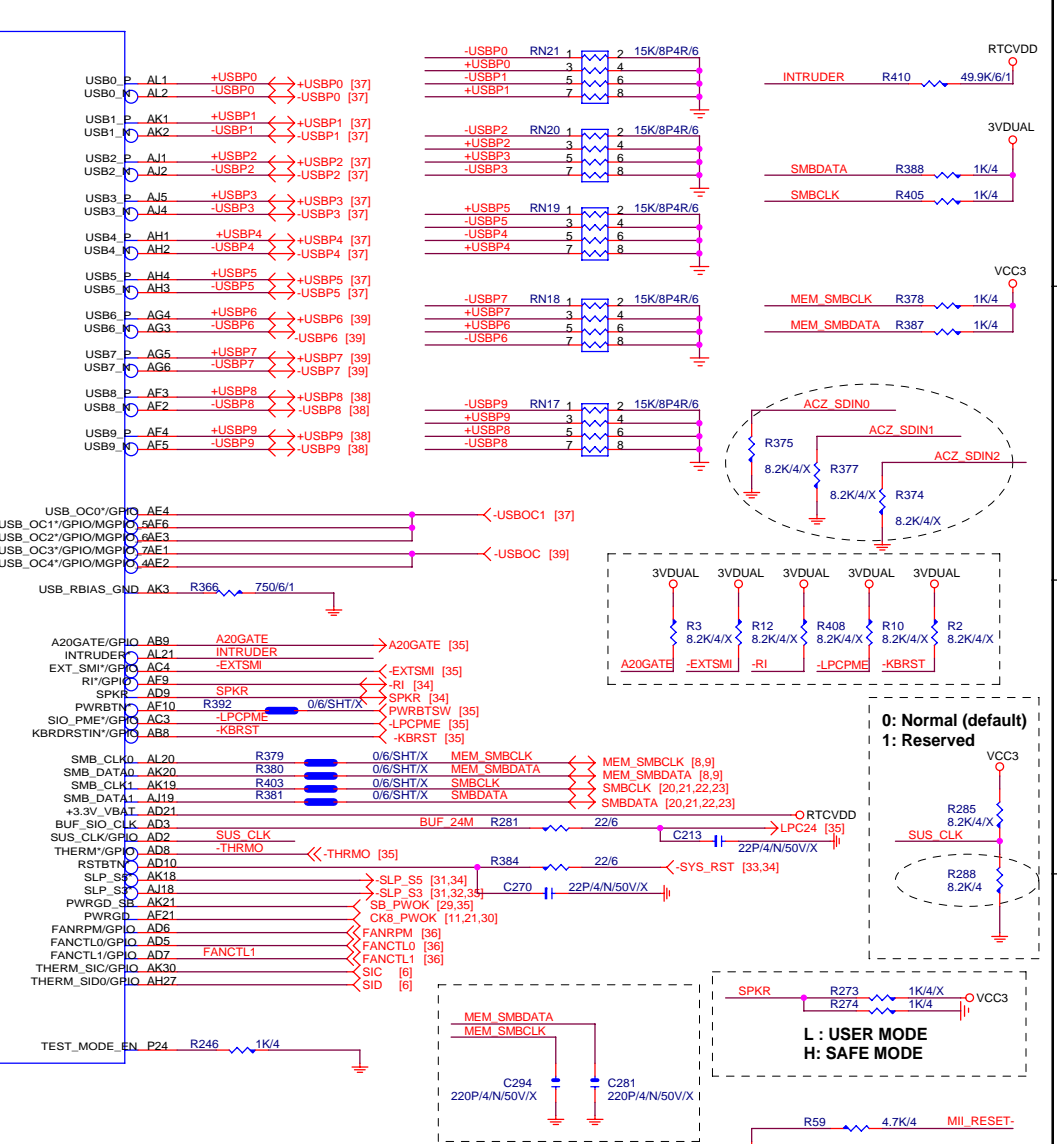 USB0_P AL1 +USBP0 +USBP0 [37]
USB0_N AL2 -USBP0 -USBP0 [37]
USB1_P AK1 +USBP1 +USBP1 [37]
USB1_N AK2 -USBP1 -USBP1 [37]
USB2_P AJ1 +USBP2 +USBP2 [37]
USB2_N AJ2 -USBP2 -USBP2 [37]
USB3_P AJ5 +USBP3 +USBP3 [37]
USB3_N AJ4 -USBP3 -USBP3 [37]
USB4_P AH1 +USBP4 +USBP4 [37]
USB4_N AH2 -USBP4 -USBP4 [37]
USB5_P AH4 +USBP5 +USBP5 [37]
USB5_N AH3 -USBP5 -USBP5 [37]
USB6_P AG4 +USBP6 +USBP6 [39]
USB6_N AG3 -USBP6 -USBP6 [39]
USB7_P AG5 +USBP7 +USBP7 [39]
USB7_N AG6 -USBP7 -USBP7 [39]
USB8_P AF3 +USBP8 +USBP8 [38]
USB8_N AF2 -USBP8 -USBP8 [38]
USB9_P AF4 +USBP9 +USBP9 [38]
USB9_N AF5 -USBP9 -USBP9 [38]
USB_OC0*/GPIO AE4 -USBOC1 [37]
USB_OC1*/GPIO/MGPIO_5 AF6
USB_OC2*/GPIO/MGPIO_6 AE3
USB_OC3*/GPIO/MGPIO_7 AE1 -USBOC [39]
USB_OC4*/GPIO/MGPIO_4 AE2
USB_RBIAS_GND AK3 R366 750/6/1
A20GATE/GPIO AB9 A20GATE A20GATE [35]
INTRUDER* AL21 INTRUDER
EXT_SMI*/GPIO AC4 -EXTSMI -EXTSMI [35]
RI*/GPIO AF9 -RI [34]
SPKR AD9 SPKR SPKR [34]
PWRBTN* AF10 R392 0/6/SHT/X PWRBTSW [35]
SIO_PME*/GPIO AC3 -LPCPME -LPCPME [35]
KBRDRSTIN*/GPIO AB8 -KBRST -KBRST [35]
SMB_CLK0 AL20 R379 0/6/SHT/X MEM_SMBCLK MEM_SMBCLK [8,9]
SMB_DATA0 AK20 R380 0/6/SHT/X MEM_SMBDATA MEM_SMBDATA [8,9]
SMB_CLK1 AK19 R403 0/6/SHT/X SMBCLK SMBCLK [20,21,22,23]
SMB_DATA1 AJ19 R381 0/6/SHT/X SMBDATA SMBDATA [20,21,22,23]
+3.3V_VBAT AD21 RTCVDD
BUF_SIO_CLK AD3 BUF_24M R281 22/6 LPC24 [35]
C213 22P/4/N/50V/X
SUS_CLK/GPIO AD2 SUS_CLK
THERM*/GPIO AD8 -THRMO -THRMO [35]
RSTBTN* AD10 R384 22/6 -SYS_RST [33,34]
C270 22P/4/N/50V/X
SLP_S5* AK18 -SLP_S5 [31,34]
SLP_S3* AJ18 -SLP_S3 [31,32,35]
PWRGD_SB AK21 SB_PWOK [29,35]
PWRGD AF21 CK8_PWOK [11,21,30]
FANRPM/GPIO AD6 FANRPM [36]
FANCTL0/GPIO AD5 FANCTL0 [36]
FANCTL1/GPIO AD7 FANCTL1 FANCTL1 [36]
THERM_SIC/GPIO AK30 SIC [6]
THERM_SID0/GPIO AH27 SID [6]
TEST_MODE_EN P24 R246 1K/4
-USBP0 RN21 1 2 15K/8P4R/6
+USBP0 3 4
-USBP1 5 6
+USBP1 7 8
-USBP2 RN20 1 2 15K/8P4R/6
+USBP2 3 4
+USBP3 5 6
-USBP3 7 8
+USBP5 RN19 1 2 15K/8P4R/6
-USBP5 3 4
-USBP4 5 6
+USBP4 7 8
-USBP7 RN18 1 2 15K/8P4R/6
+USBP7 3 4
+USBP6 5 6
-USBP6 7 8
-USBP9 RN17 1 2 15K/8P4R/6
+USBP9 3 4
+USBP8 5 6
-USBP8 7 8
RTCVDD
INTRUDER R410 49.9K/6/1
3VDUAL
SMBDATA R388 1K/4
SMBCLK R405 1K/4
VCC3
MEM_SMBCLK R378 1K/4
MEM_SMBDATA R387 1K/4
ACZ_SDIN0
ACZ_SDIN1
ACZ_SDIN2
R375
8.2K/4/X
R377
8.2K/4/X
R374
8.2K/4/X
3VDUAL 3VDUAL 3VDUAL 3VDUAL 3VDUAL
R3 R12 R408 R10 R2
8.2K/4/X 8.2K/4/X 8.2K/4/X 8.2K/4/X 8.2K/4/X
A20GATE -EXTSMI -RI -LPCPME -KBRST
0: Normal (default)
1: Reserved
VCC3
R285
8.2K/4/X
SUS_CLK
R288
8.2K/4
SPKR R273 1K/4/X VCC3
R274 1K/4
L : USER MODE
H: SAFE MODE
MEM_SMBDATA
MEM_SMBCLK
C294 C281
220P/4/N/50V/X 220P/4/N/50V/X
R59 4.7K/4 MII_RESET-